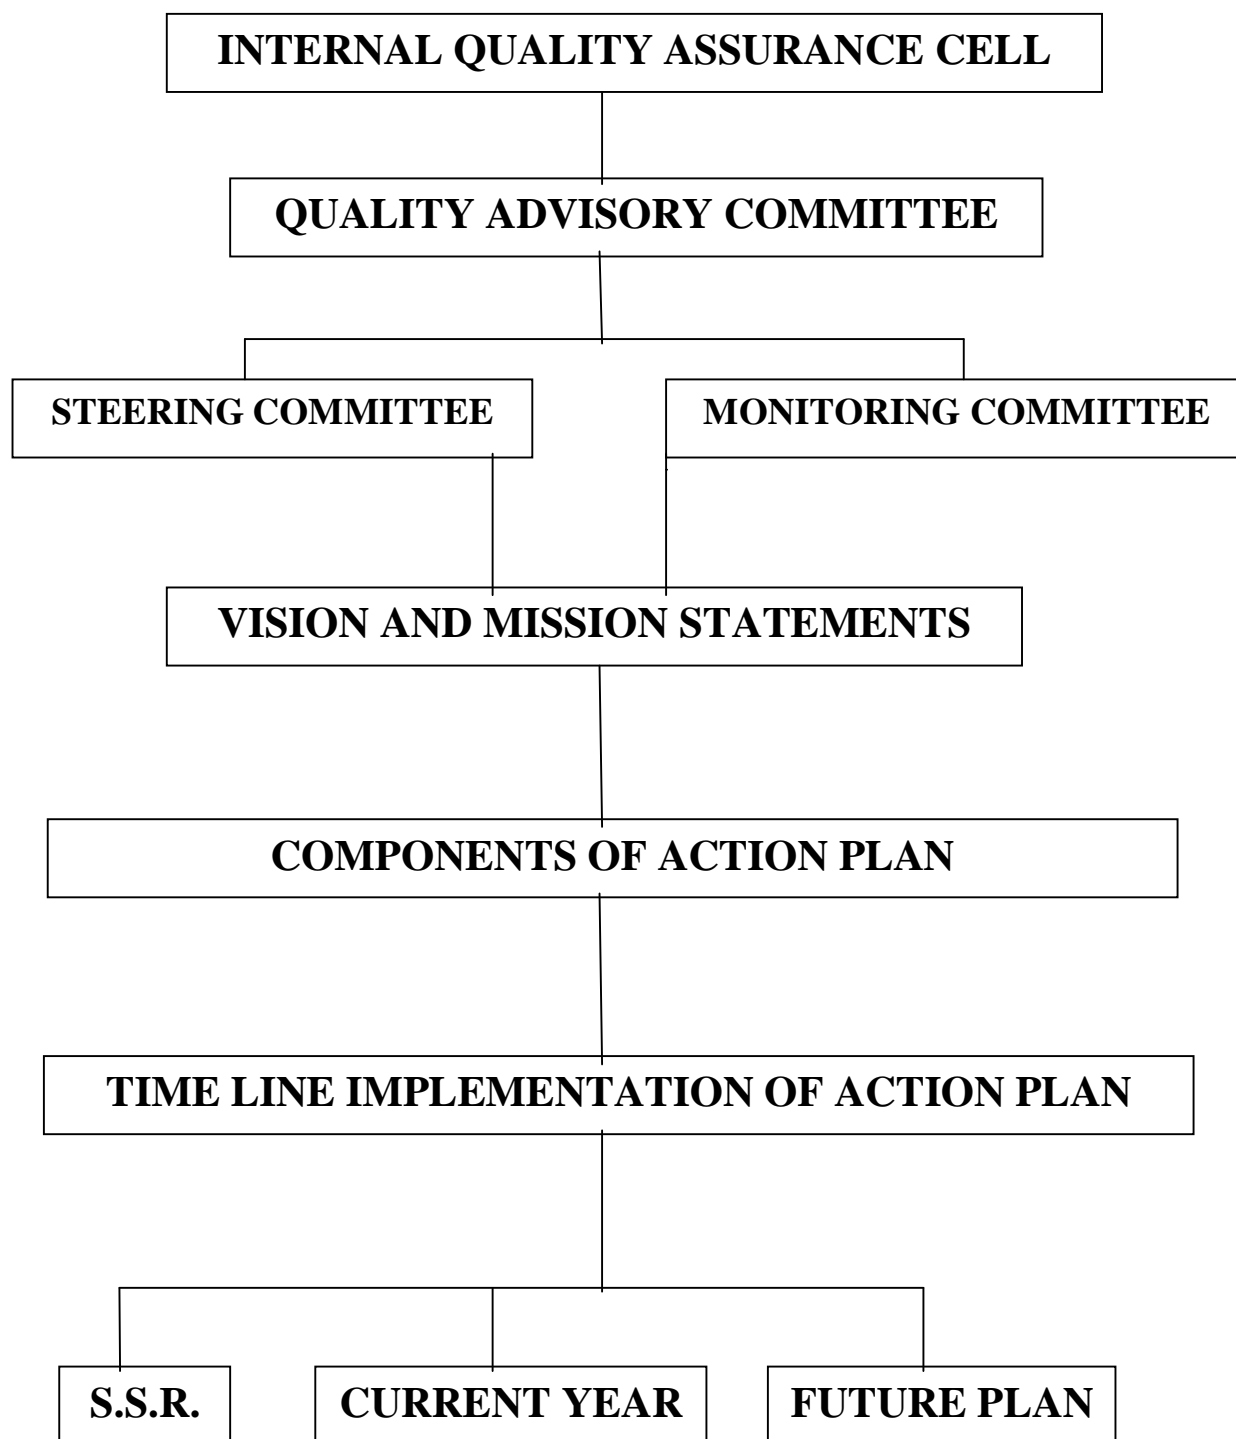 INTERNAL QUALITY ASSURANCE CELL
QUALITY ADVISORY COMMITTEE
STEERING COMMITTEE
MONITORING COMMITTEE
VISION AND MISSION STATEMENTS
COMPONENTS OF ACTION PLAN
TIME LINE IMPLEMENTATION OF ACTION PLAN
S.S.R.
CURRENT YEAR
FUTURE PLAN